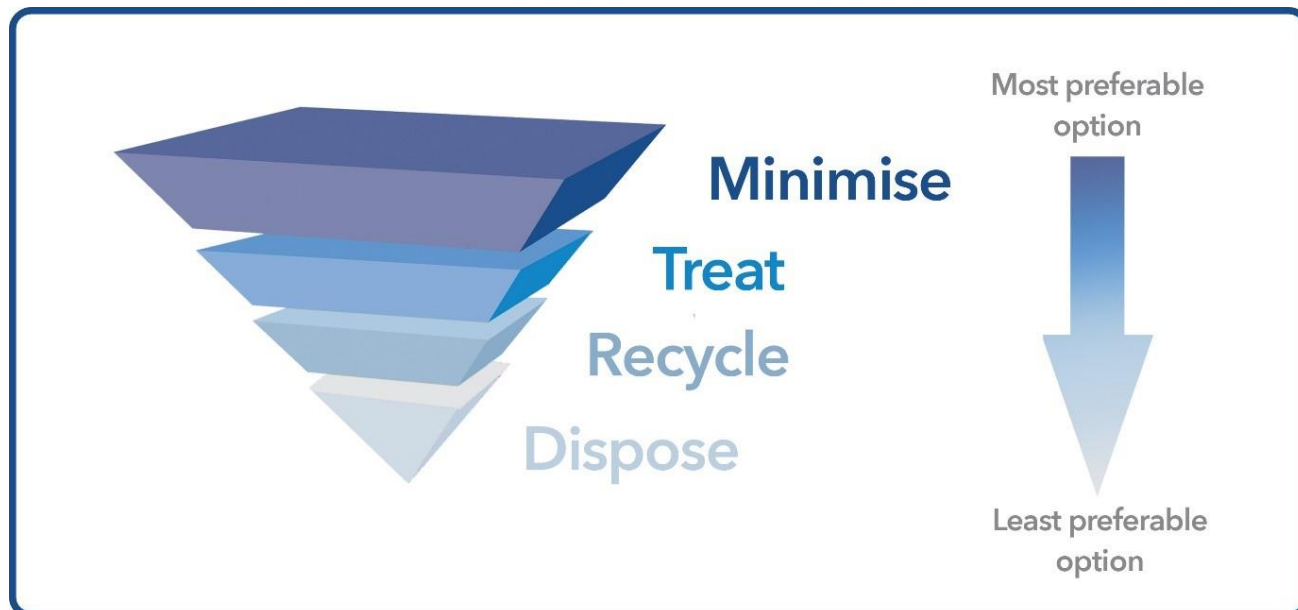 Minimise
Treat
Recycle
Dispose
Most preferable
option
Least preferable
option